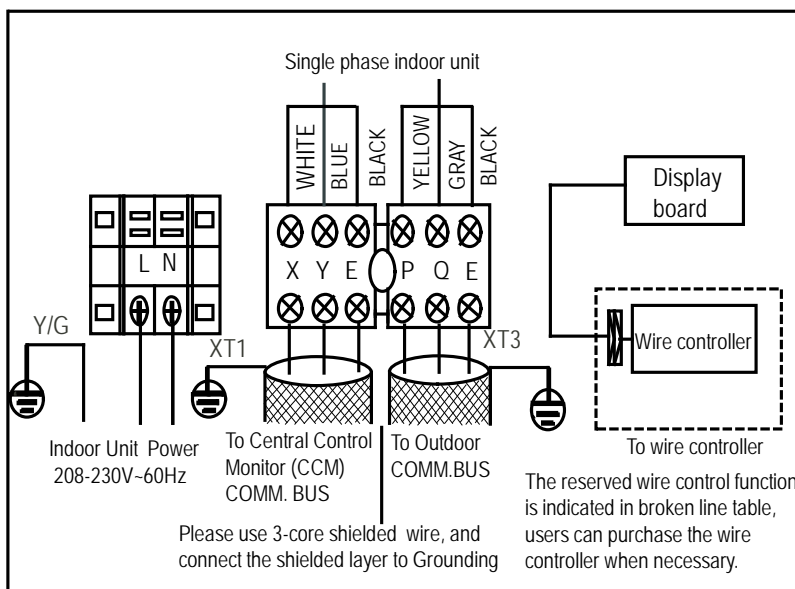 Single phase indoor unit
WHITE
BLUE
BLACK
YELLOW
GRAY
BLACK
Display
board
L N
X Y E P Q E
Y/G
XT1
XT3
Wire controller
Indoor Unit Power
208-230V~60Hz
To Central Control
Monitor (CCM)
COMM. BUS
To Outdoor
COMM.BUS
To wire controller
The reserved wire control function
is indicated in broken line table,
users can purchase the wire
controller when necessary.
Please use 3-core shielded wire, and
connect the shielded layer to Grounding